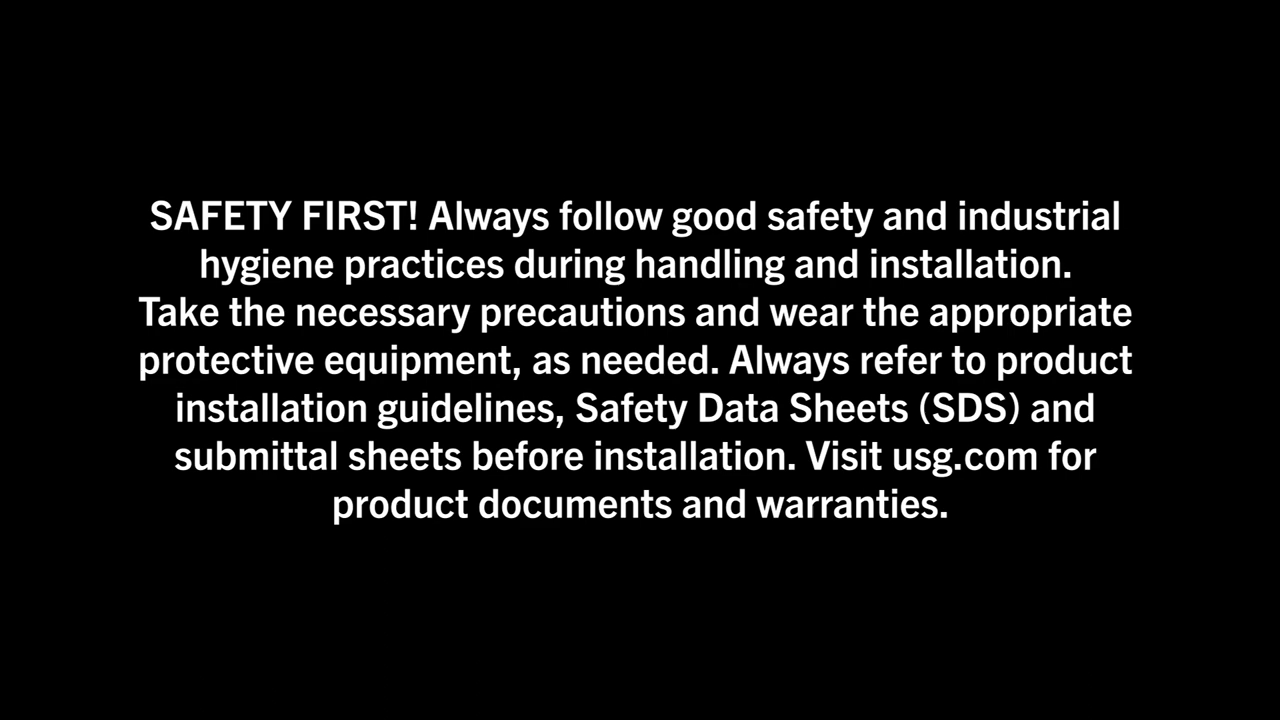 SAFETY FIRST! Always follow good safety and industrial
hygiene practices during handling and installation.
Take the necessary precautions and wear the appropriate
protective equipment, as needed. Always refer to product
installation guidelines, Safety Data Sheets (SDS) and
submittal sheets before installation. Visit usg.com for
product documents and warranties.